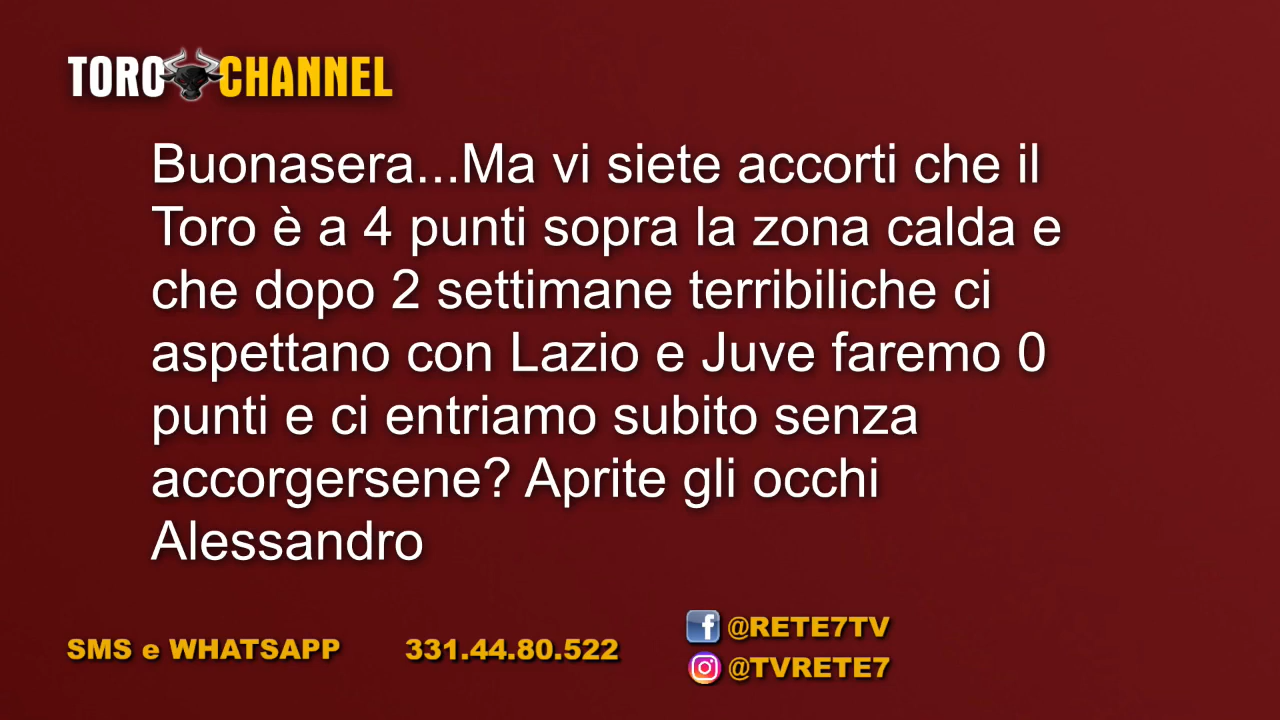 TORO CHANNEL
Buonasera...Ma vi siete accorti che il
Toro è a 4 punti sopra la zona calda e
che dopo 2 settimane terribiliche ci
aspettano con Lazio e Juve faremo 0
punti e ci entriamo subito senza
accorgersene? Aprite gli occhi
Alessandro
SMS e WHATSAPP 331.44.80.522
@RETE7TV
@TVRETE7